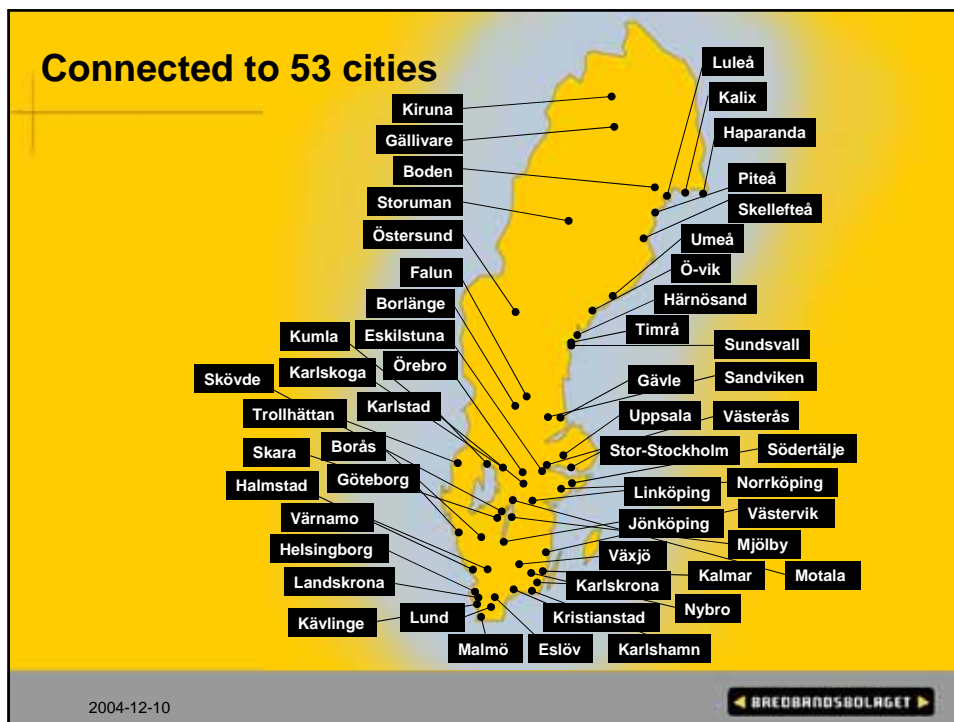 Connected to 53 cities
Luleå
Kiruna
Kalix
Gällivare
Haparanda
Boden
Piteå
Storuman
Skellefteå
Östersund
Umeå
Falun
Ö-vik
Borlänge
Härnösand
Kumla
Eskilstuna
Timrå
Sundsvall
Örebro
Skövde
Karlskoga
Gävle
Sandviken
Trollhättan
Karlstad
Uppsala
Västerås
Skara
Borås
Stor-Stockholm
Södertälje
Göteborg
Halmstad
Linköping
Norrköping
Värnamo
Jönköping
Västervik
Helsingborg
Växjö
Mjölby
Landskrona
Karlskrona
Kalmar
Motala
Kävlinge
Lund
Kristianstad
Nybro
Malmö
Eslöv
Karlshamn
2004-12-10
BREDBANDSBOLAGET